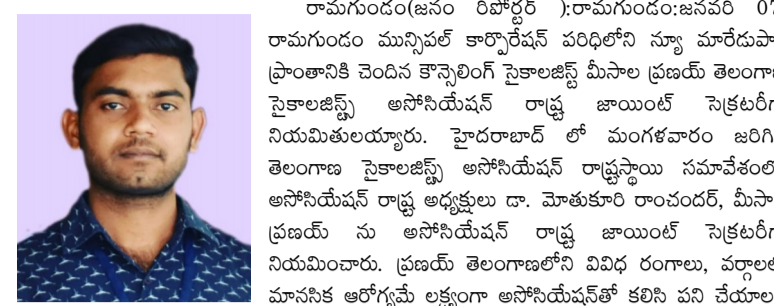 రామగుండం(జనం రిపోర్టర్ ):రామగుండం:జనవరి 07
రామగుండం మున్సిపల్ కార్పొరేషన్ పరిధిలోని న్యూ మారేడుపా
ప్రాంతానికి చెందిన కౌన్సెలింగ్ సైకాలజిస్ట్ మీసాల ప్రణయ్ తెలంగాణ
సైకాలజిస్ట్స్ అసోసియేషన్ రాష్ట్ర జాయింట్ సెక్రటరీగ
నియమితులయ్యారు. హైదరాబాద్ లో మంగళవారం జరిగి
తెలంగాణ సైకాలజిస్ట్స్ అసోసియేషన్ రాష్ట్రస్థాయి సమావేశంలో
అసోసియేషన్ రాష్ట్ర అధ్యక్షులు డా. మోతుకూరి రాంచందర్, మీసా
ప్రణయ్ ను అసోసియేషన్ రాష్ట్ర జాయింట్ సెక్రటరీగ
నియమించారు. ప్రణయ్ తెలంగాణలోని వివిధ రంగాలు, వర్గాలల
మానసిక ఆరోగ్యమే లక్ష్యంగా అసోసియేషన్‌తో కలిసి పని చేయాల